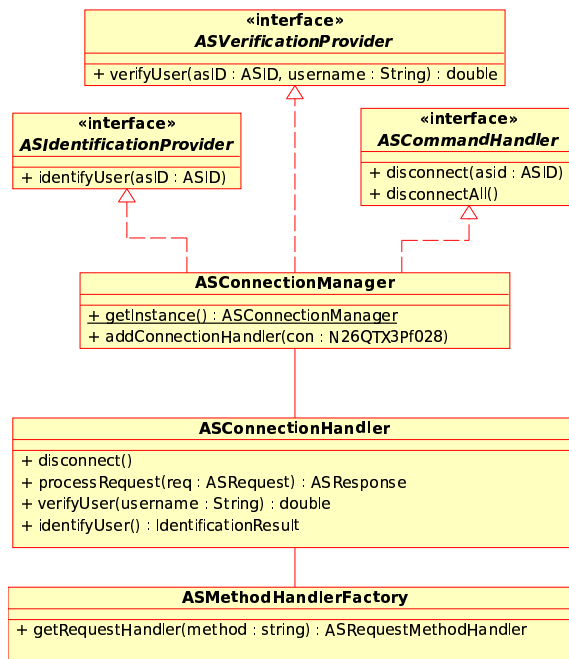 «interface»
ASVerificationProvider
+ verifyUser(asID : ASID, username : String) : double
«interface»
ASIdentificationProvider
+ identifyUser(asID : ASID)
«interface»
ASCommandHandler
+ disconnect(asid : ASID)
+ disconnectAll()
ASConnectionManager
+ getInstance() : ASConnectionManager
+ addConnectionHandler(con : N26QTX3Pf028)
ASConnectionHandler
+ disconnect()
+ processRequest(req : ASRequest) : ASResponse
+ verifyUser(username : String) : double
+ identifyUser() : IdentificationResult
ASMethodHandlerFactory
+ getRequestHandler(method : string) : ASRequestMethodHandler